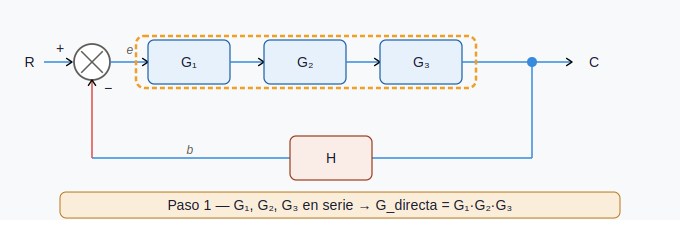 R
+
−
e
G₁
G₂
G₃
C
b
H
Paso 1 — G₁, G₂, G₃ en serie → G_directa = G₁·G₂·G₃